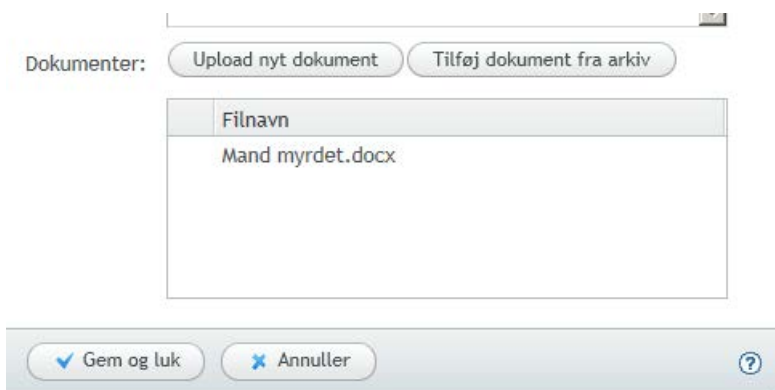 Dokumenter: Upload nyt dokument Tilføj dokument fra arkiv
Filnavn
Mand myrdet.docx
Gem og luk Annuller ?